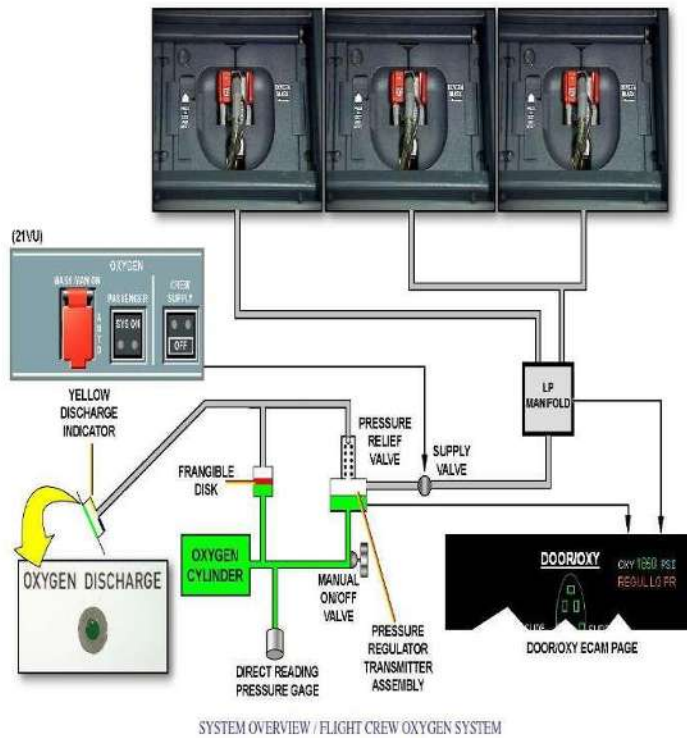 (21VU)
OXYGEN
MASK MAN ON
PASSENGER
CREW
SUPPLY
AUTO
SYS ON
OFF
YELLOW
DISCHARGE
INDICATOR
LP
MANIFOLD
PRESSURE
RELIEF
VALVE
SUPPLY
VALVE
FRANGIBLE
DISK
OXYGEN
CYLINDER
MANUAL
ON/OFF
VALVE
OXYGEN DISCHARGE
DOOR/OXY
OXY 1850 PSI
REGUL LO PR
DIRECT READING
PRESSURE GAGE
PRESSURE
REGULATOR
TRANSMITTER
ASSEMBLY
DOOR/OXY ECAM PAGE
SYSTEM OVERVIEW / FLIGHT CREW OXYGEN SYSTEM